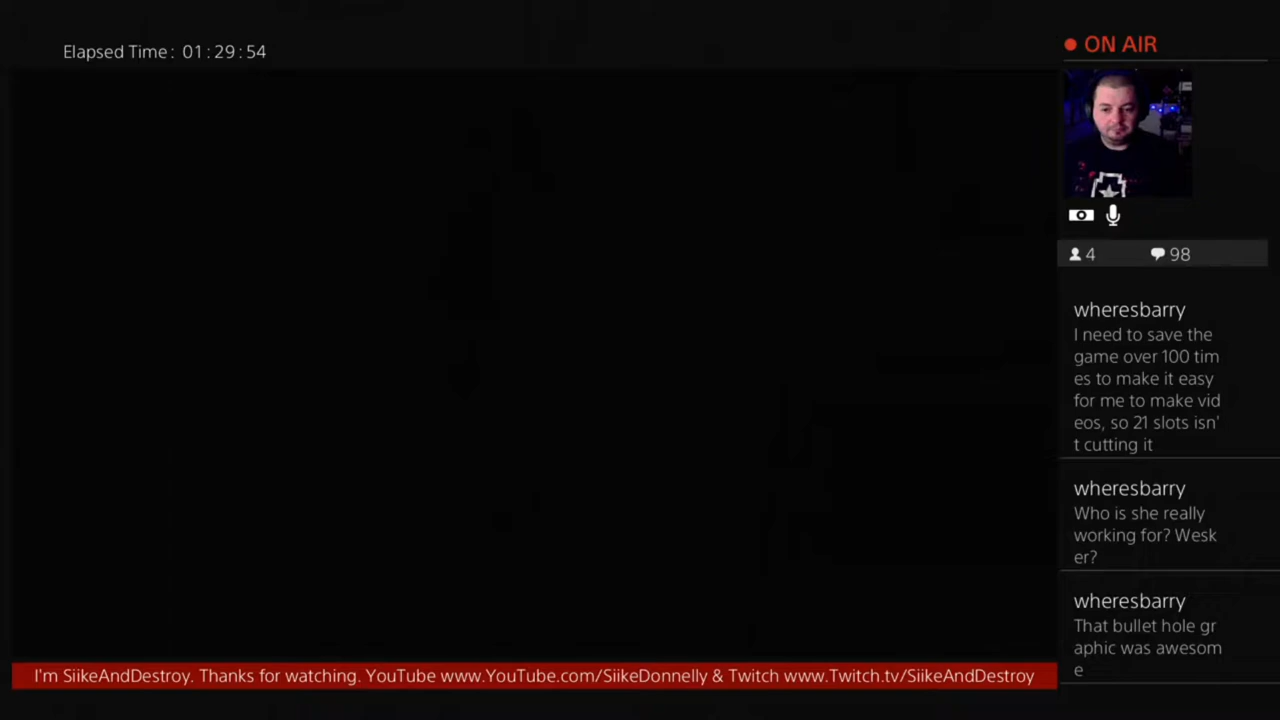 Elapsed Time: 01:29:54
ON AIR
4 98
wheresbarry
I need to save the
game over 100 tim
es to make it easy
for me to make vid
eos, so 21 slots isn'
t cutting it
wheresbarry
Who is she really
working for? Wesk
er?
wheresbarry
That bullet hole gr
aphic was awesom
e
I'm SiikeAndDestroy. Thanks for watching. YouTube www.YouTube.com/SiikeDonnelly & Twitch www.Twitch.tv/SiikeAndDestroy